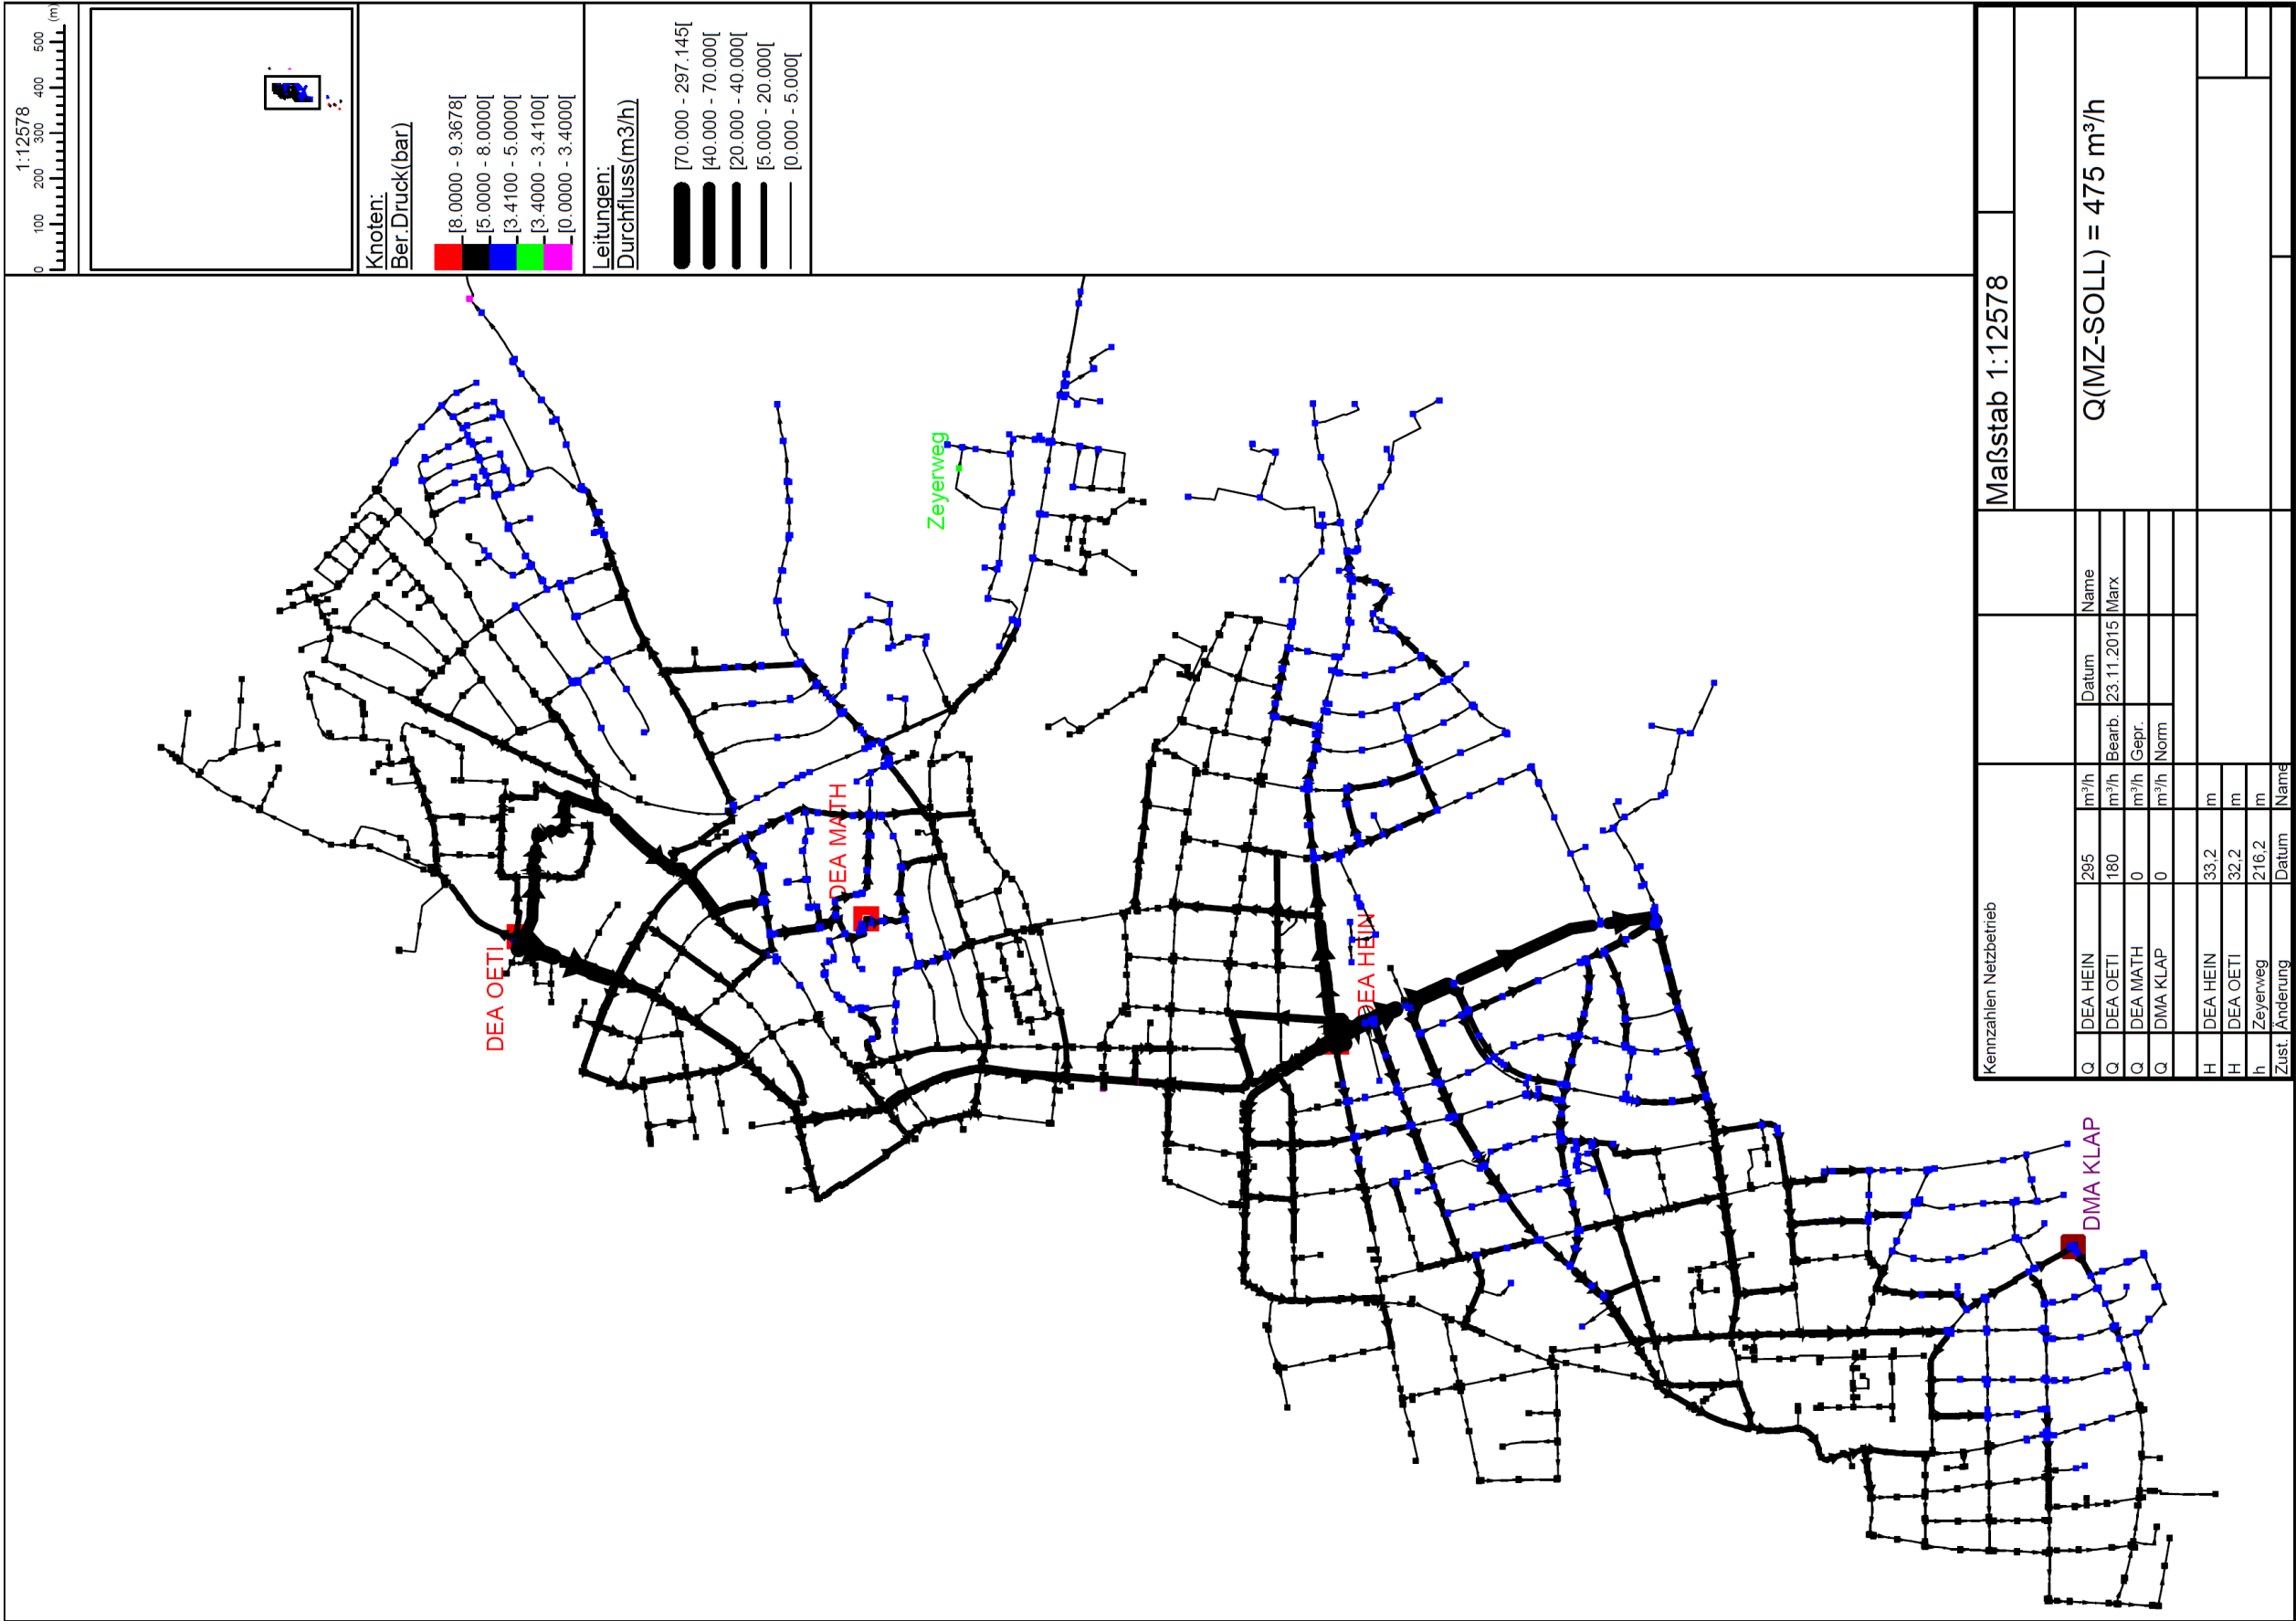 1:12578
0 100 200 300 400 500 (m)
Knoten:
Ber.Druck(bar)
[8.0000 - 9.3678[
[5.0000 - 8.0000[
[3.4100 - 5.0000[
[3.4000 - 3.4100[
[0.0000 - 3.4000[
Leitungen:
Durchfluss(m3/h)
[70.000 - 297.145[
[40.000 - 70.000[
[20.000 - 40.000[
[5.000 - 20.000[
[0.000 - 5.000[
DEA OETI
DEA MATH
Zeyerweg
DEA HEIN
DMA KLAP
Kennzahlen Netzbetrieb
Maßstab 1:12578
Q DEA HEIN 295 m³/h Datum Name
Q DEA OETI 180 m³/h Bearb. 23.11.2015 Marx
Q DEA MATH 0 m³/h Gepr.
Q DMA KLAP 0 m³/h Norm
Q(MZ-SOLL) = 475 m³/h
H DEA HEIN 33,2 m
H DEA OETI 32,2 m
h Zeyerweg 216,2 m
Zust. Änderung Datum Name